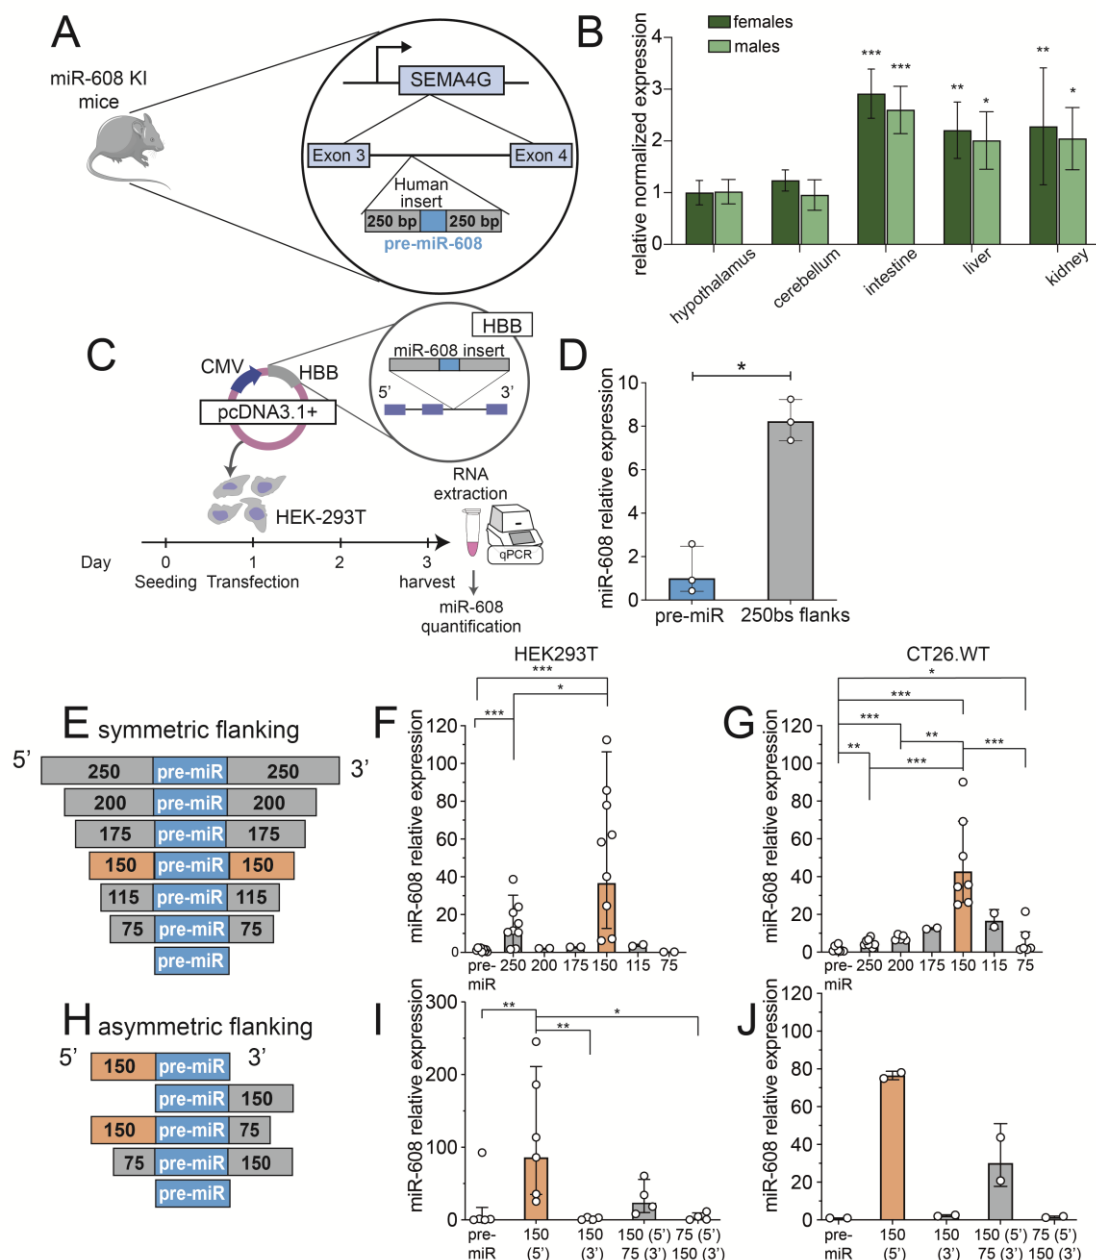 A
miR-608 KI
mice
SEMA4G
Exon 3
Exon 4
Human
insert
250 bp
250 bp
pre-miR-608
B
females
males
relative normalized expression
4
3
2
1
0
***
***
**
*
**
*
hypothalamus
cerebellum
intestine
liver
kidney
C
CMV
HBB
pcDNA3.1+
HEK-293T
HBB
miR-608 insert
5’
3’
RNA
extraction
qPCR
Day
0
1
2
3
Seeding
Transfection
harvest
miR-608
quantification
D
miR-608 relative expression
10
8
6
4
2
0
*
pre-miR
250bs flanks
E symmetric flanking
5’
3’
250 pre-miR 250
200 pre-miR 200
175 pre-miR 175
150 pre-miR 150
115 pre-miR 115
75 pre-miR 75
pre-miR
F
HEK293T
***
*
***
miR-608 relative expression
120
100
80
60
40
20
0
pre-
miR
250
200
175
150
115
75
G
CT26.WT
*
***
***
**
**
***
***
miR-608 relative expression
120
100
80
60
40
20
0
pre-
miR
250
200
175
150
115
75
H asymmetric flanking
5’
3’
150 pre-miR
pre-miR 150
150 pre-miR 75
75 pre-miR 150
pre-miR
I
miR-608 relative expression
300
200
100
0
**
*
**
pre-
miR
150
(5’)
150
(3’)
150 (5’)
75 (3’)
75 (5’)
150 (3’)
J
miR-608 relative expression
120
100
80
60
40
20
0
pre-
miR
150
(5’)
150
(3’)
150 (5’)
75 (3’)
75 (5’)
150 (3’)